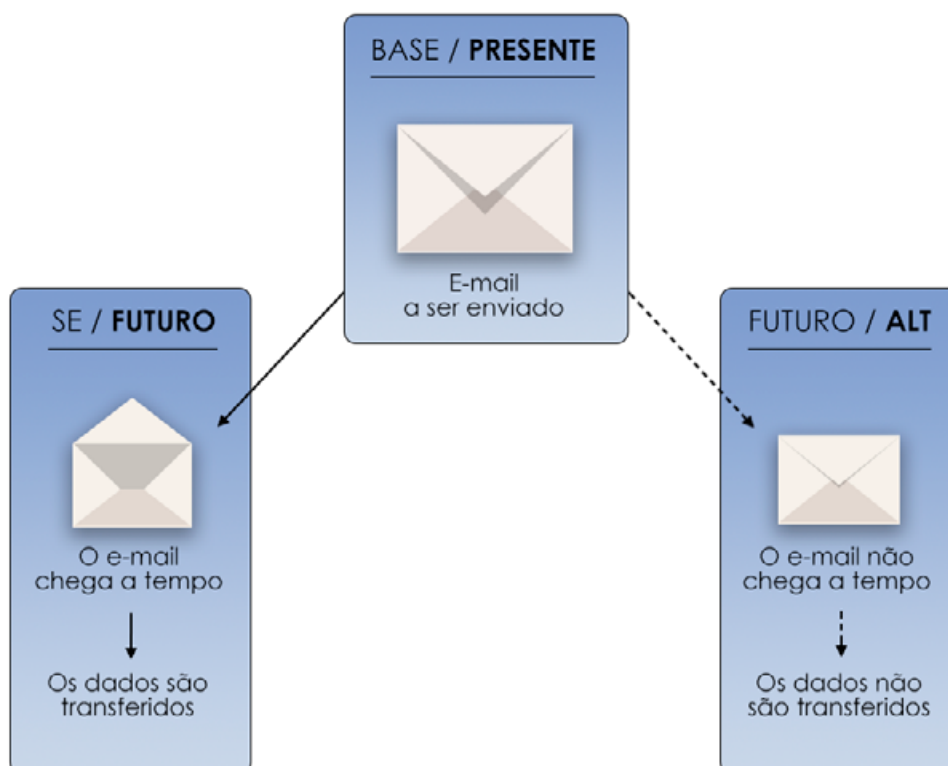 BASE / PRESENTE
E-mail
a ser enviado
SE / FUTURO
O e-mail
chega a tempo
Os dados são
transferidos
FUTURO / ALT
O e-mail não
chega a tempo
Os dados não
são transferidos